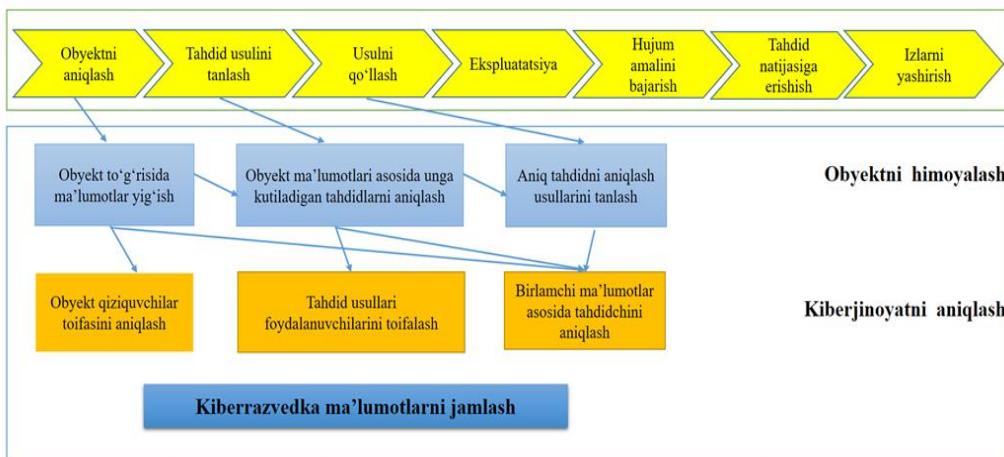 Obyektni
aniqlash
Tahdid usulini
tanlash
Usulni
qo‘llash
Ekspluatatsiya
Hujum
amalini
bajarish
Tahdid
natijasiga
erishish
Izlarni
yashirish
Obyekt to‘g‘risida
ma’lumotlar yig‘ish
Obyekt ma’lumotlari asosida unga
kutiladigan tahdidlarni aniqlash
Aniq tahdidni aniqlash
usullarini tanlash
Obyektni himoyalash
Obyekt qiziquvchilar
toifasini aniqlash
Tahdid usullari
foydalanuvchilarini toifalash
Birlamchi ma’lumotlar
asosida tahdidchini
aniqlash
Kiberjinoyatni aniqlash
Kiberrazvedka ma’lumotlarni jamlash